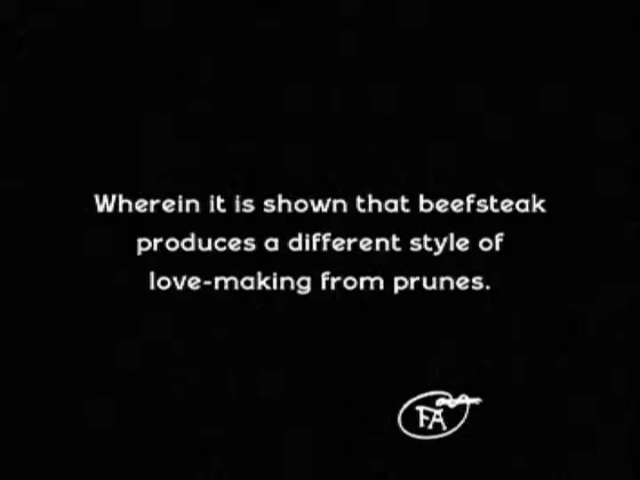 Wherein it is shown that beefsteak
produces a different style of
love-making from prunes.
FA